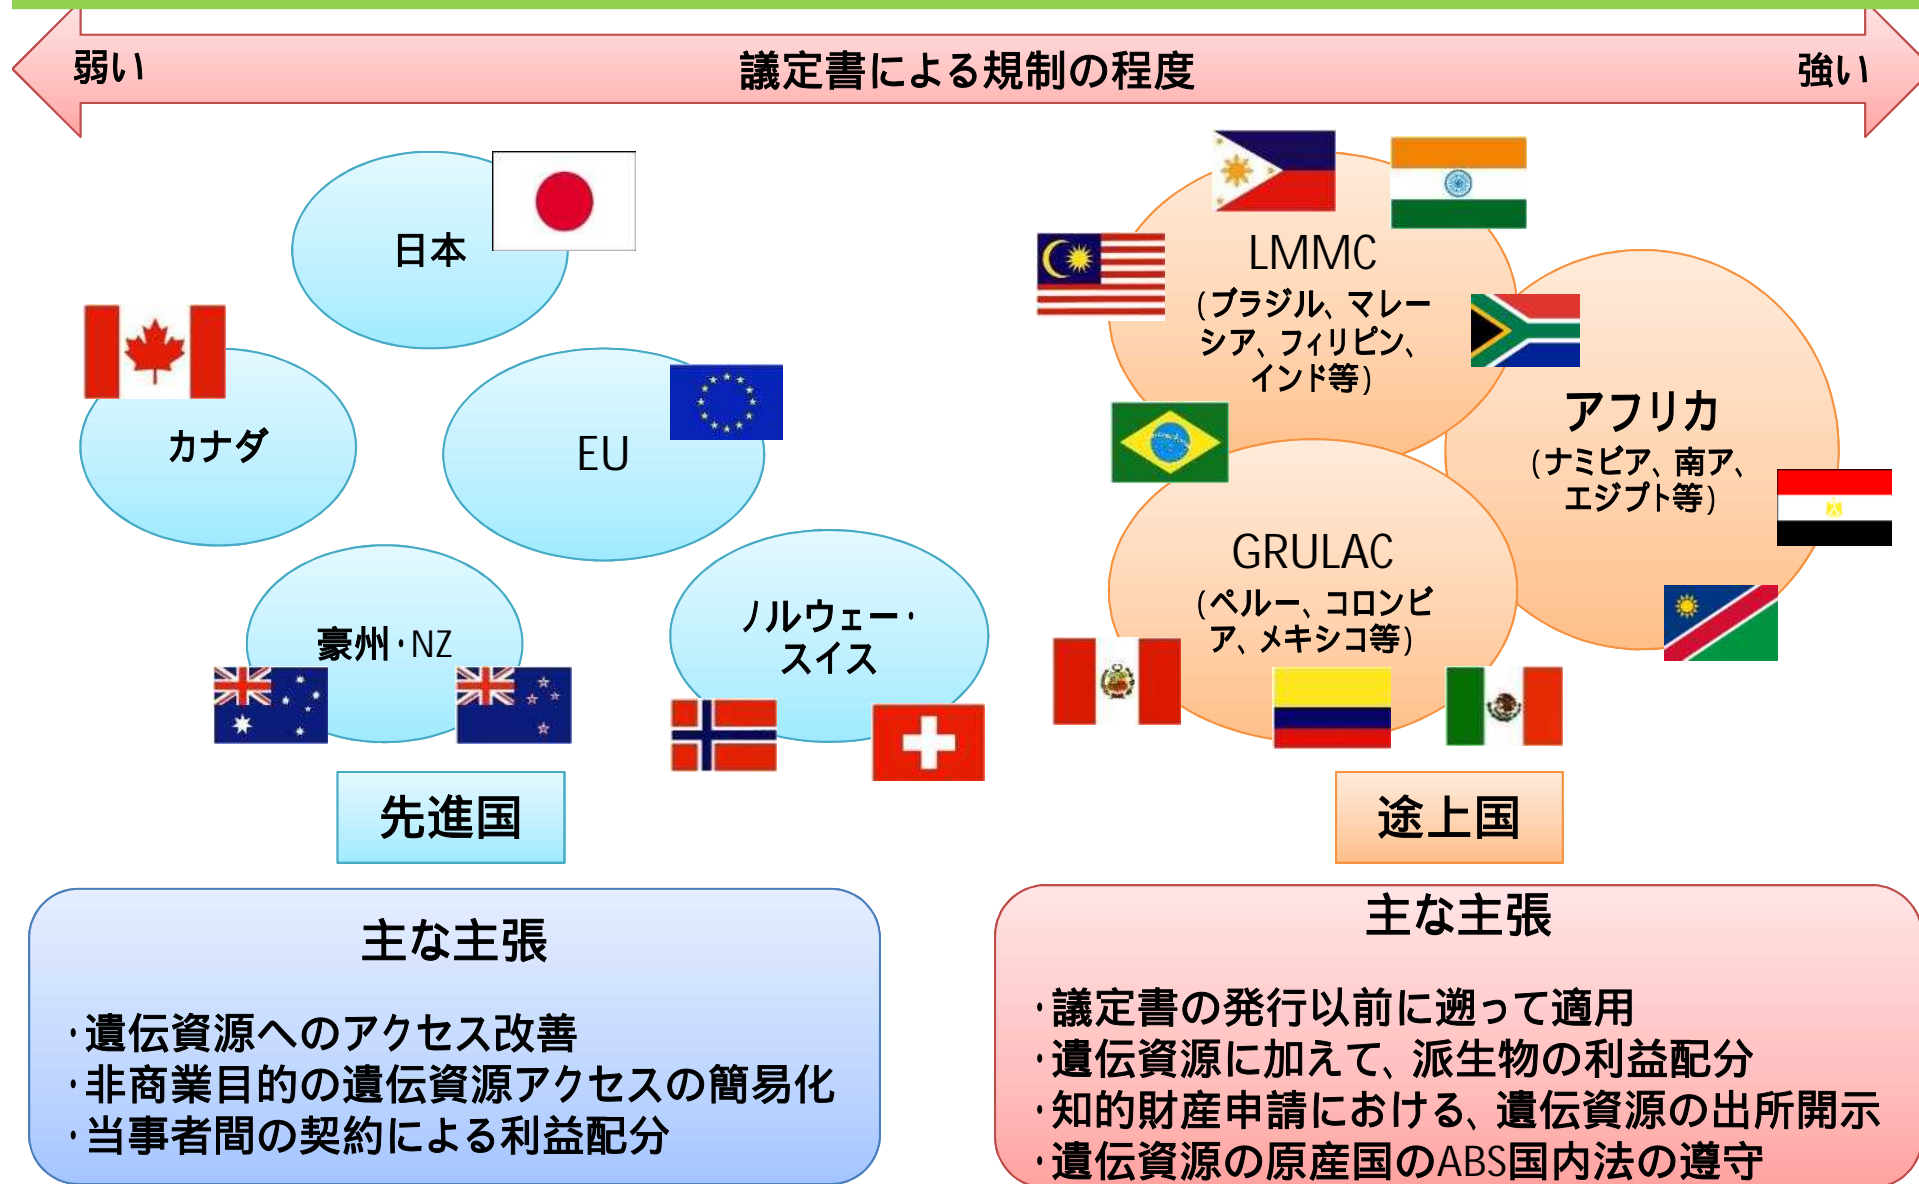 弱い 議定書による規制の程度 強い
日本
カナダ
EU
豪州・NZ
ノルウェー・
スイス
先進国
LMMC
(ブラジル、マレー
シア、フィリピン、
インド等)
アフリカ
(ナミビア、南ア、
エジプト等)
GRULAC
(ペルー、コロンビ
ア、メキシコ等)
途上国
主な主張
・遺伝資源へのアクセス改善
・非商業目的の遺伝資源アクセスの簡易化
・当事者間の契約による利益配分
主な主張
・議定書の発行以前に遡って適用
・遺伝資源に加えて、派生物の利益配分
・知的財産申請における、遺伝資源の出所開示
・遺伝資源の原産国のABS国内法の遵守